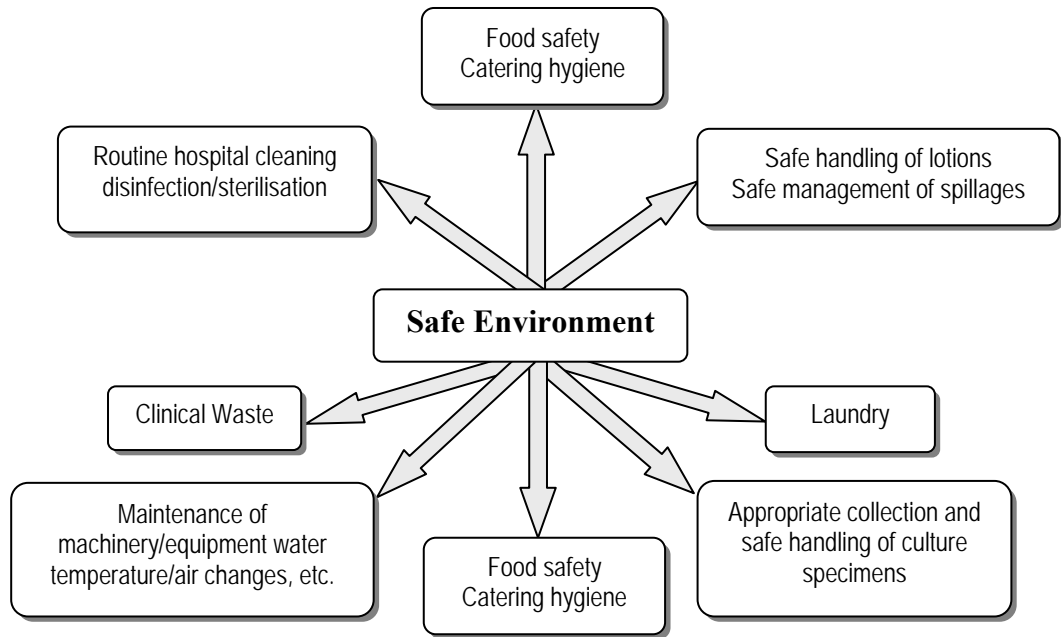 Food safety
Catering hygiene
Routine hospital cleaning
disinfection/sterilisation
Safe handling of lotions
Safe management of spillages
Safe Environment
Clinical Waste
Laundry
Maintenance of
machinery/equipment water
temperature/air changes, etc.
Food safety
Catering hygiene
Appropriate collection and
safe handling of culture
specimens